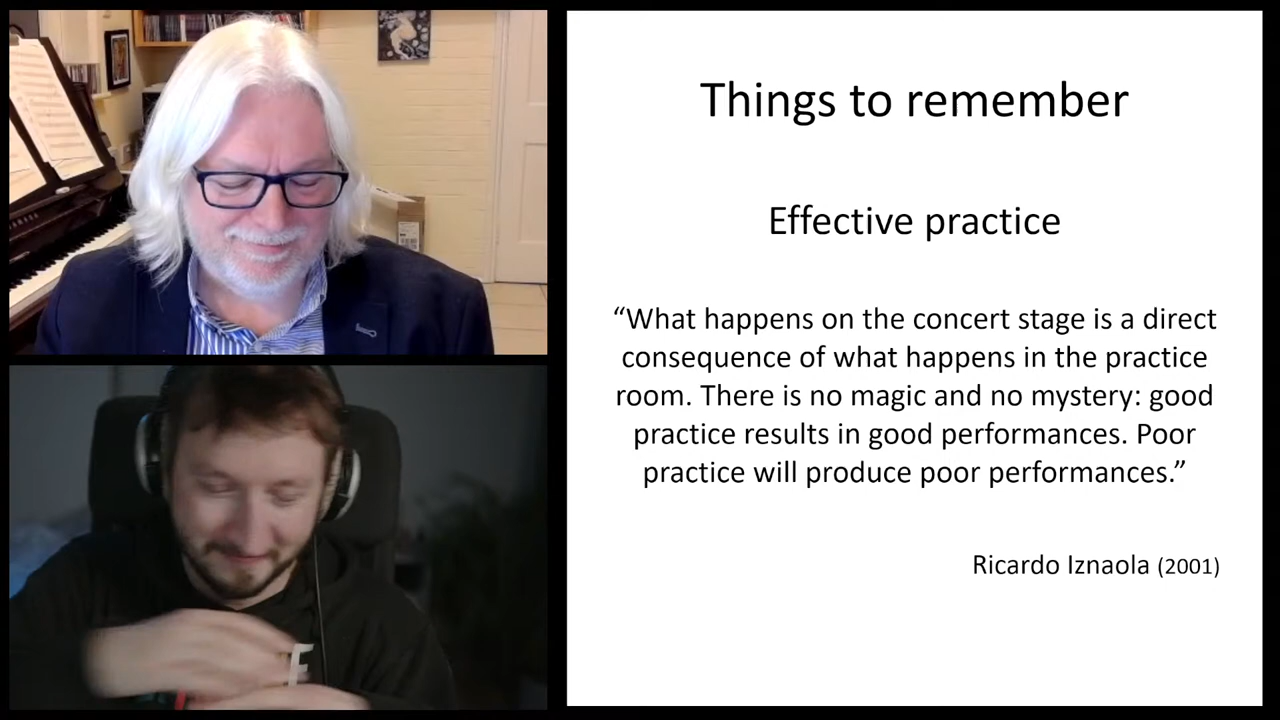 Things to remember
Effective practice
“What happens on the concert stage is a direct
consequence of what happens in the practice
room. There is no magic and no mystery: good
practice results in good performances. Poor
practice will produce poor performances.”
Ricardo Iznaola (2001)